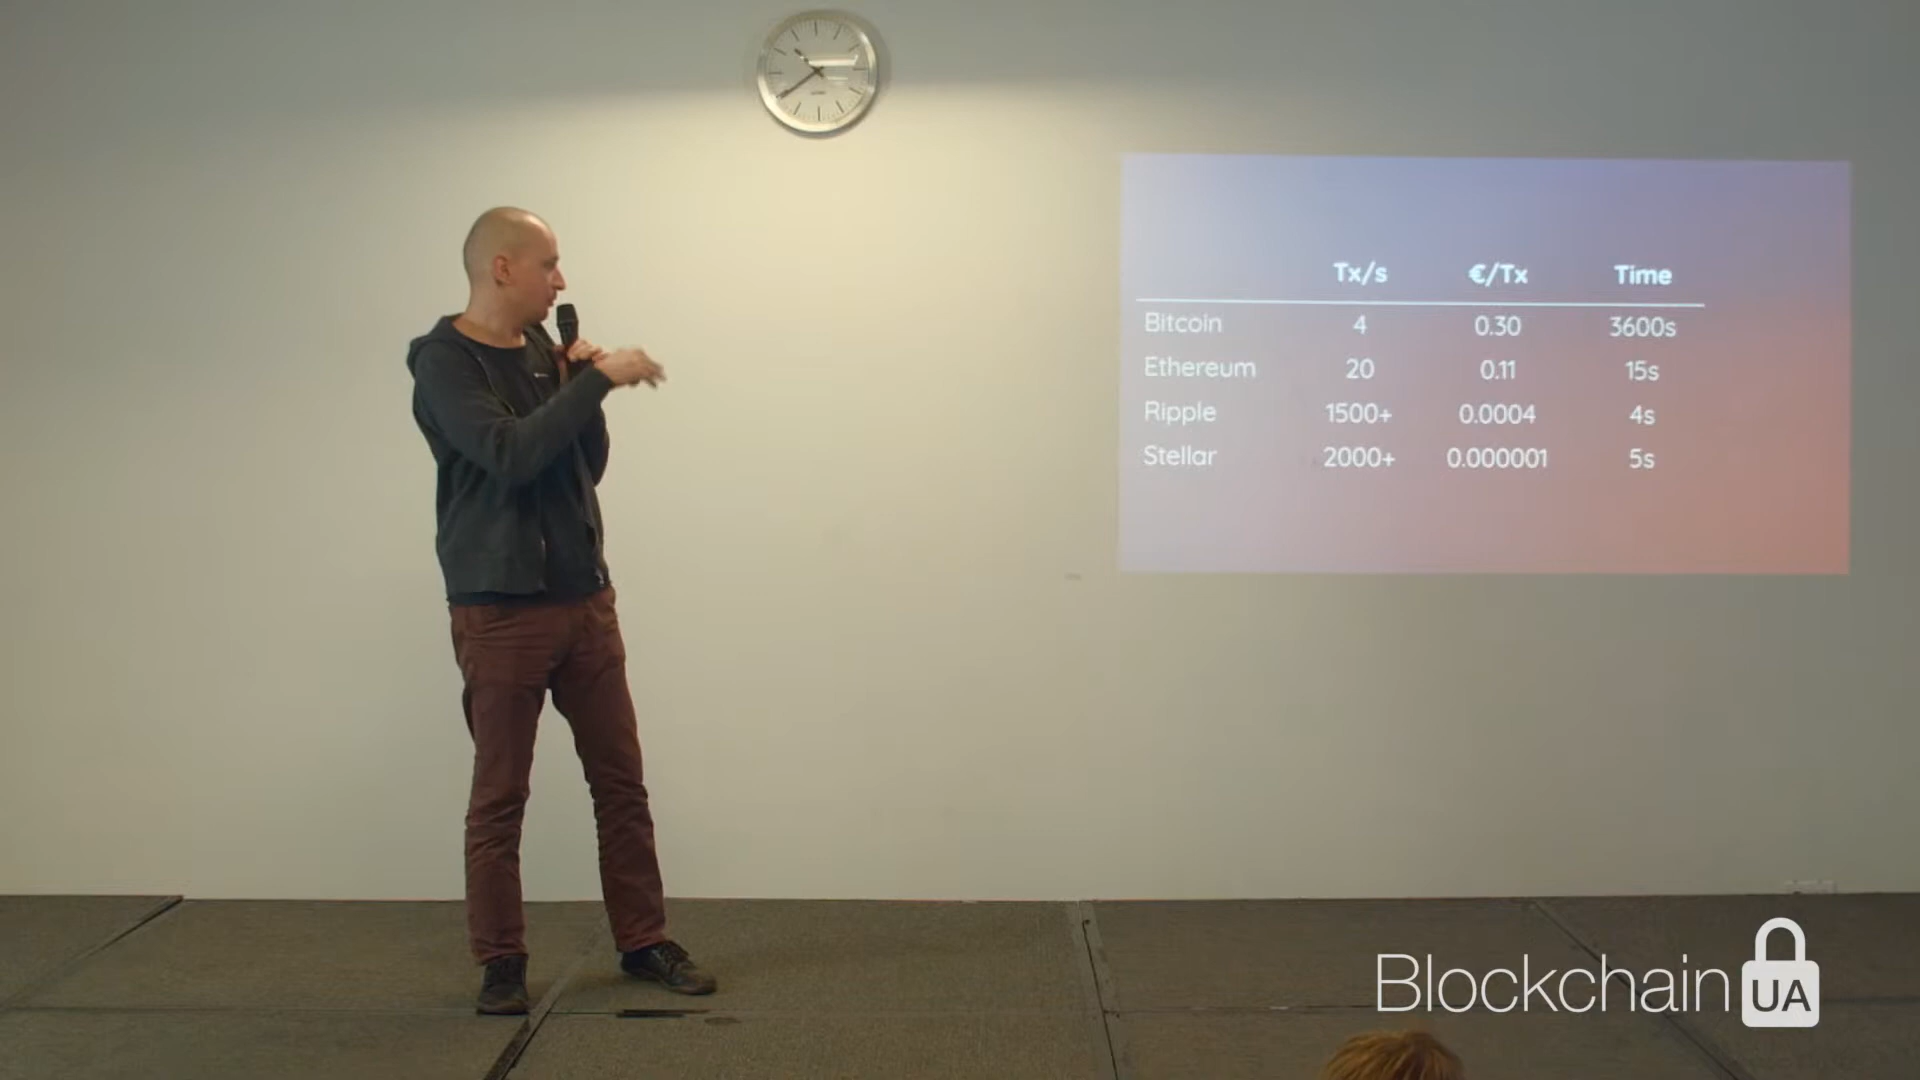 Tx/s €/Tx Time
Bitcoin 4 0.30 3600s
Ethereum 20 0.11 15s
Ripple 1500+ 0.0004 4s
Stellar 2000+ 0.000001 5s
Blockchain UA